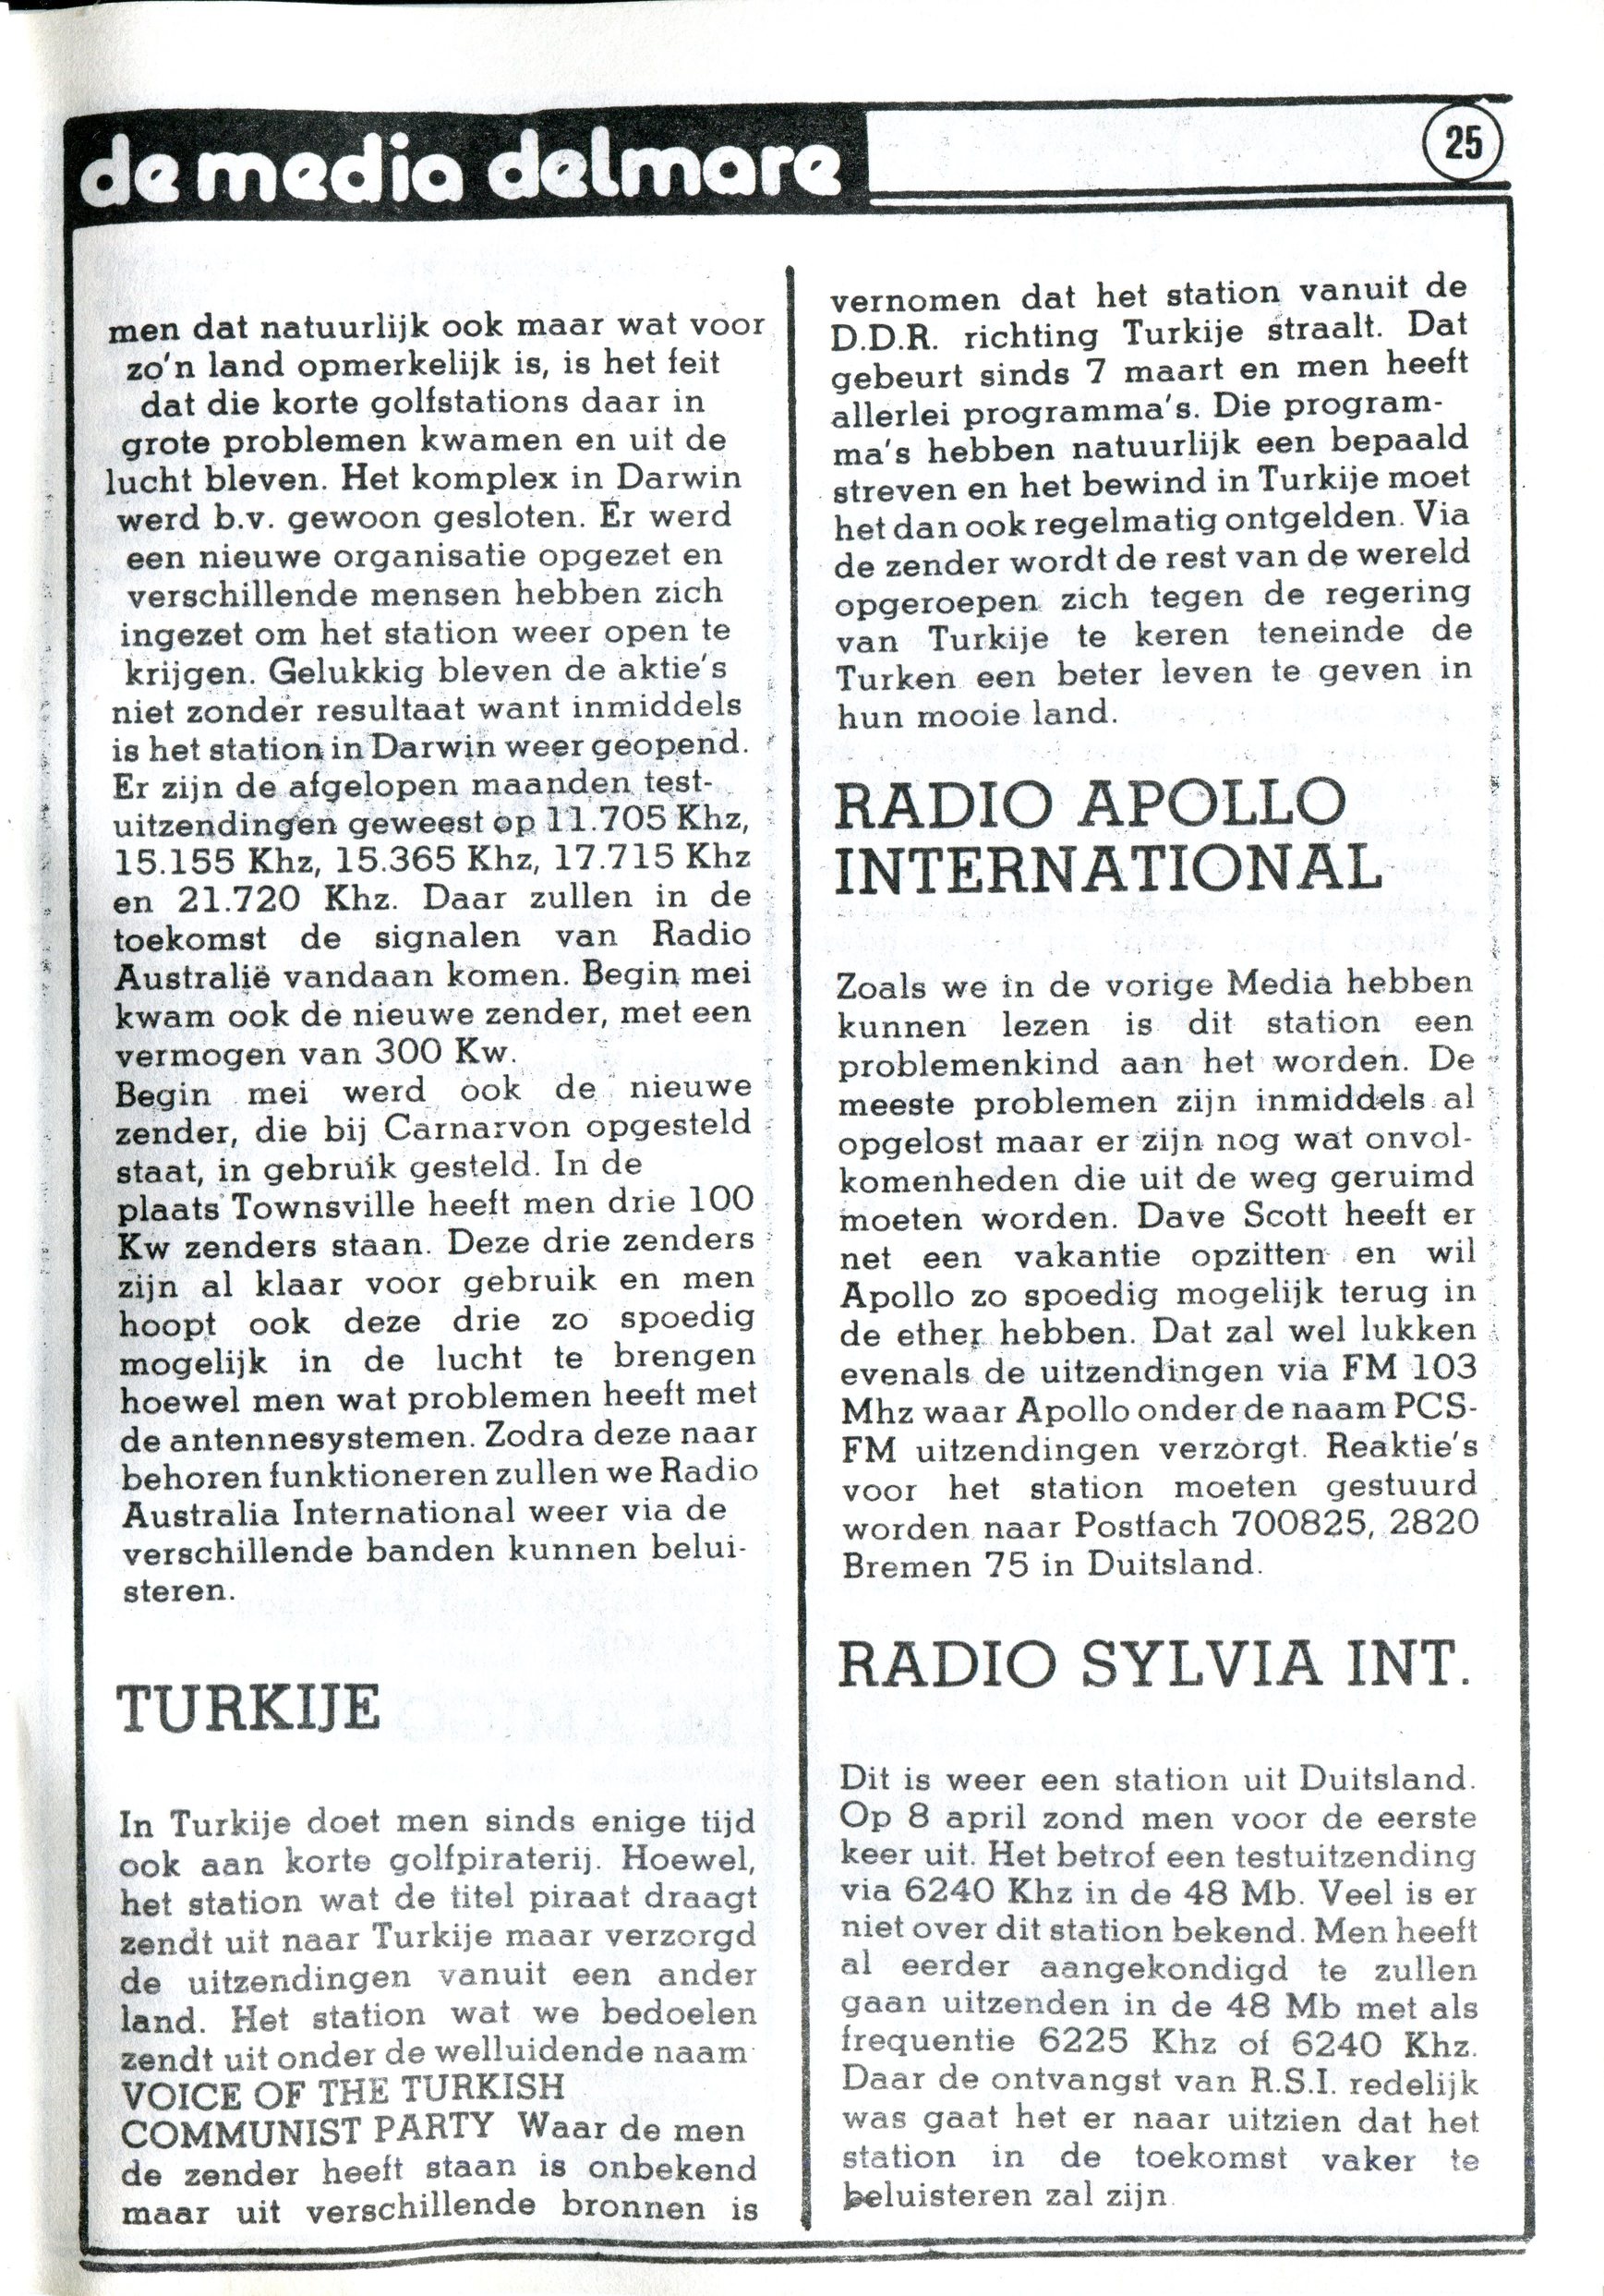 de media delmare
25
men dat natuurlijk ook maar wat voor
zo'n land opmerkelijk is, is het feit
dat die korte golfstations daar in
grote problemen kwamen en uit de
lucht bleven. Het komplex in Darwin
werd b.v. gewoon gesloten. Er werd
een nieuwe organisatie opgezet en
verschillende mensen hebben zich
ingezet om het station weer open te
krijgen. Gelukkig bleven de aktie's
niet zonder resultaat want inmiddels
is het station in Darwin weer geopend.
Er zijn de afgelopen maanden test-
uitzendingen geweest op 11.705 Khz,
15.155 Khz, 15.365 Khz, 17.715 Khz
en 21.720 Khz. Daar zullen in de
toekomst de signalen van Radio
Australië vandaan komen. Begin mei
kwam ook de nieuwe zender, met een
vermogen van 300 Kw.
Begin mei werd ook de nieuwe
zender, die bij Carnarvon opgesteld
staat, in gebruik gesteld. In de
plaats Townsville heeft men drie 100
Kw zenders staan. Deze drie zenders
zijn al klaar voor gebruik en men
hoopt ook deze drie zo spoedig
mogelijk in de lucht te brengen
hoewel men wat problemen heeft met
de antennesystemen. Zodra deze naar
behoren funktioneren zullen we Radio
Australia International weer via de
verschillende banden kunnen belui-
steren.
TURKIJE
In Turkije doet men sinds enige tijd
ook aan korte golfpiraterij. Hoewel,
het station wat de titel piraat draagt
zendt uit naar Turkije maar verzorgd
de uitzendingen vanuit een ander
land. Het station wat we bedoelen
zendt uit onder de welluidende naam
VOICE OF THE TURKISH
COMMUNIST PARTY Waar de men
de zender heeft staan is onbekend
maar uit verschillende bronnen is
vernomen dat het station vanuit de
D.D.R. richting Turkije straalt. Dat
gebeurt sinds 7 maart en men heeft
allerlei programma's. Die program-
ma's hebben natuurlijk een bepaald
streven en het bewind in Turkije moet
het dan ook regelmatig ontgelden. Via
de zender wordt de rest van de wereld
opgeroepen zich tegen de regering
van Turkije te keren teneinde de
Turken een beter leven te geven in
hun mooie land.
RADIO APOLLO
INTERNATIONAL
Zoals we in de vorige Media hebben
kunnen lezen is dit station een
problemenkind aan het worden. De
meeste problemen zijn inmiddels al
opgelost maar er zijn nog wat onvol-
komenheden die uit de weg geruimd
moeten worden. Dave Scott heeft er
net een vakantie opzitten en wil
Apollo zo spoedig mogelijk terug in
de ether hebben. Dat zal wel lukken
evenals de uitzendingen via FM 103
Mhz waar Apollo onder de naam PCS-
FM uitzendingen verzorgt. Reaktie's
voor het station moeten gestuurd
worden naar Postfach 700825, 2820
Bremen 75 in Duitsland.
RADIO SYLVIA INT.
Dit is weer een station uit Duitsland.
Op 8 april zond men voor de eerste
keer uit. Het betrof een testuitzending
via 6240 Khz in de 48 Mb. Veel is er
niet over dit station bekend. Men heeft
al eerder aangekondigd te zullen
gaan uitzenden in de 48 Mb met als
frequentie 6225 Khz of 6240 Khz.
Daar de ontvangst van R.S.I. redelijk
was gaat het er naar uitzien dat het
station in de toekomst vaker te
beluisteren zal zijn.